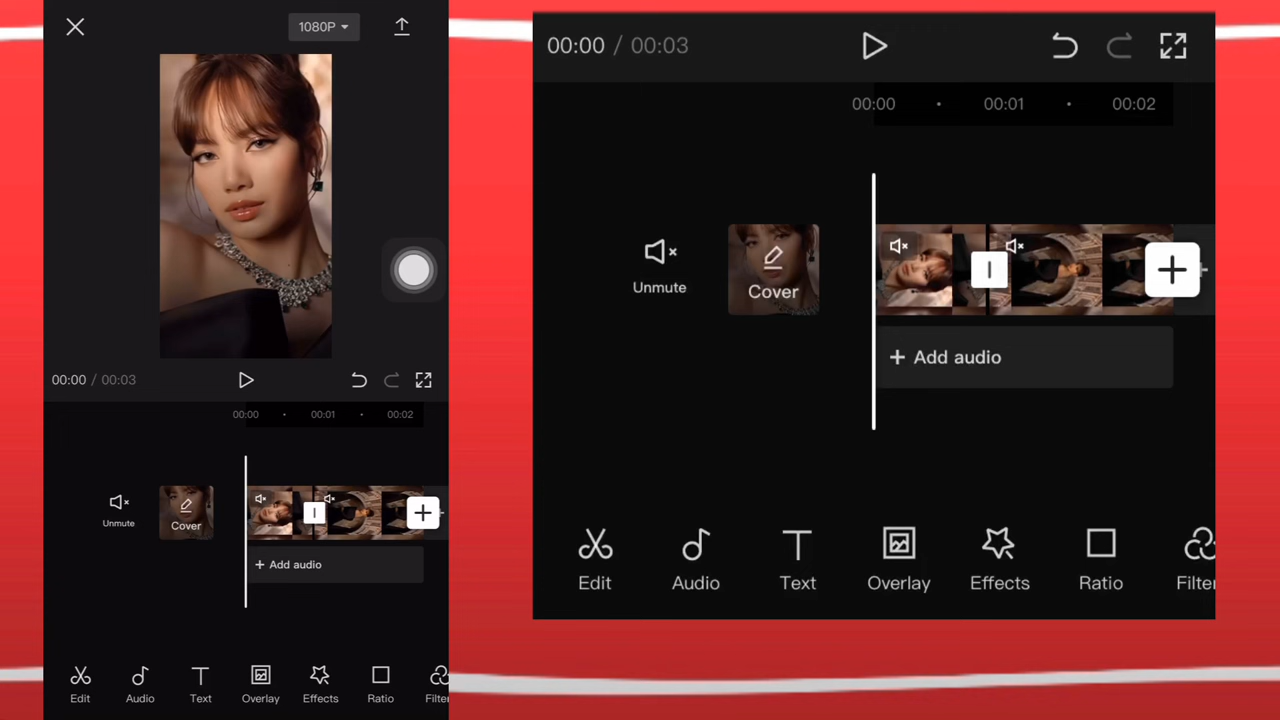 1080P
00:00 / 00:03
00:00 00:01 00:02
Unmute
Cover
+ Add audio
Edit Audio Text Overlay Effects Ratio Filter
00:00 / 00:03
00:00 00:01 00:02
Unmute
Cover
+ Add audio
Edit Audio Text Overlay Effects Ratio Filter